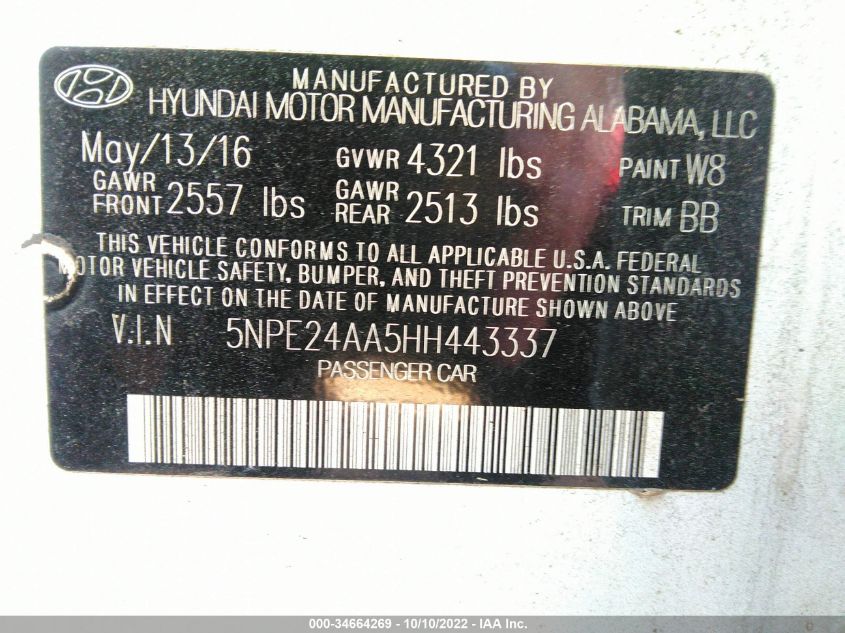 MANUFACTURED BY
HYUNDAI MOTOR MANUFACTURING ALABAMA, LLC
May/13/16 GVWR 4321 lbs PAINT W8
GAWR FRONT 2557 lbs GAWR REAR 2513 lbs TRIM BB
THIS VEHICLE CONFORMS TO ALL APPLICABLE U.S.A. FEDERAL
MOTOR VEHICLE SAFETY, BUMPER, AND THEFT PREVENTION STANDARDS
IN EFFECT ON THE DATE OF MANUFACTURE SHOWN ABOVE.
V.I.N 5NPE24AA5HH443337
PASSENGER CAR
000-34664269 - 10/10/2022 - IAA Inc.